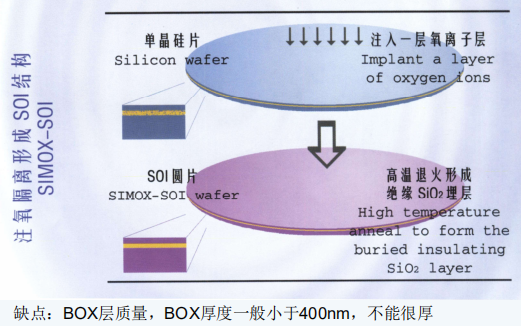 注氧隔离形成SOI结构
SIMOX-SOI
单晶硅片
Silicon wafer
注入一层氧离子层
Implant a layer
of oxygen ions
SOI圆片
SIMOX-SOI wafer
高温退火形成
绝缘SiO₂埋层
High temperature
anneal to form the
buried insulating
SiO₂ layer
缺点：BOX层质量，BOX厚度一般小于400nm，不能很厚